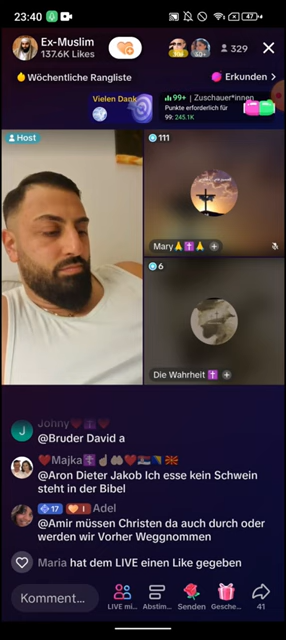 23:40
47
Ex-Muslim
137.6K Likes
329
Wöchentliche Rangliste
Erkunden >
Vielen Dank
99+ | Zuschauer*innen
Punkte erforderlich für
99: 245.1K
Host
111
Mary🙏✝️🙏 +
6
Die Wahrheit ✝️ +
J
Johny❤️✝️❤️
@Bruder David a
@Aron Dieter Jakob Ich esse kein Schwein
steht in der Bibel
17 I Adel
@Amir müssen Christen da auch durch oder
werden wir Vorher Weggnommen
Maria hat dem LIVE einen Like gegeben
Komment...
LIVE mi...
Abstim...
Senden
Gesche...
41